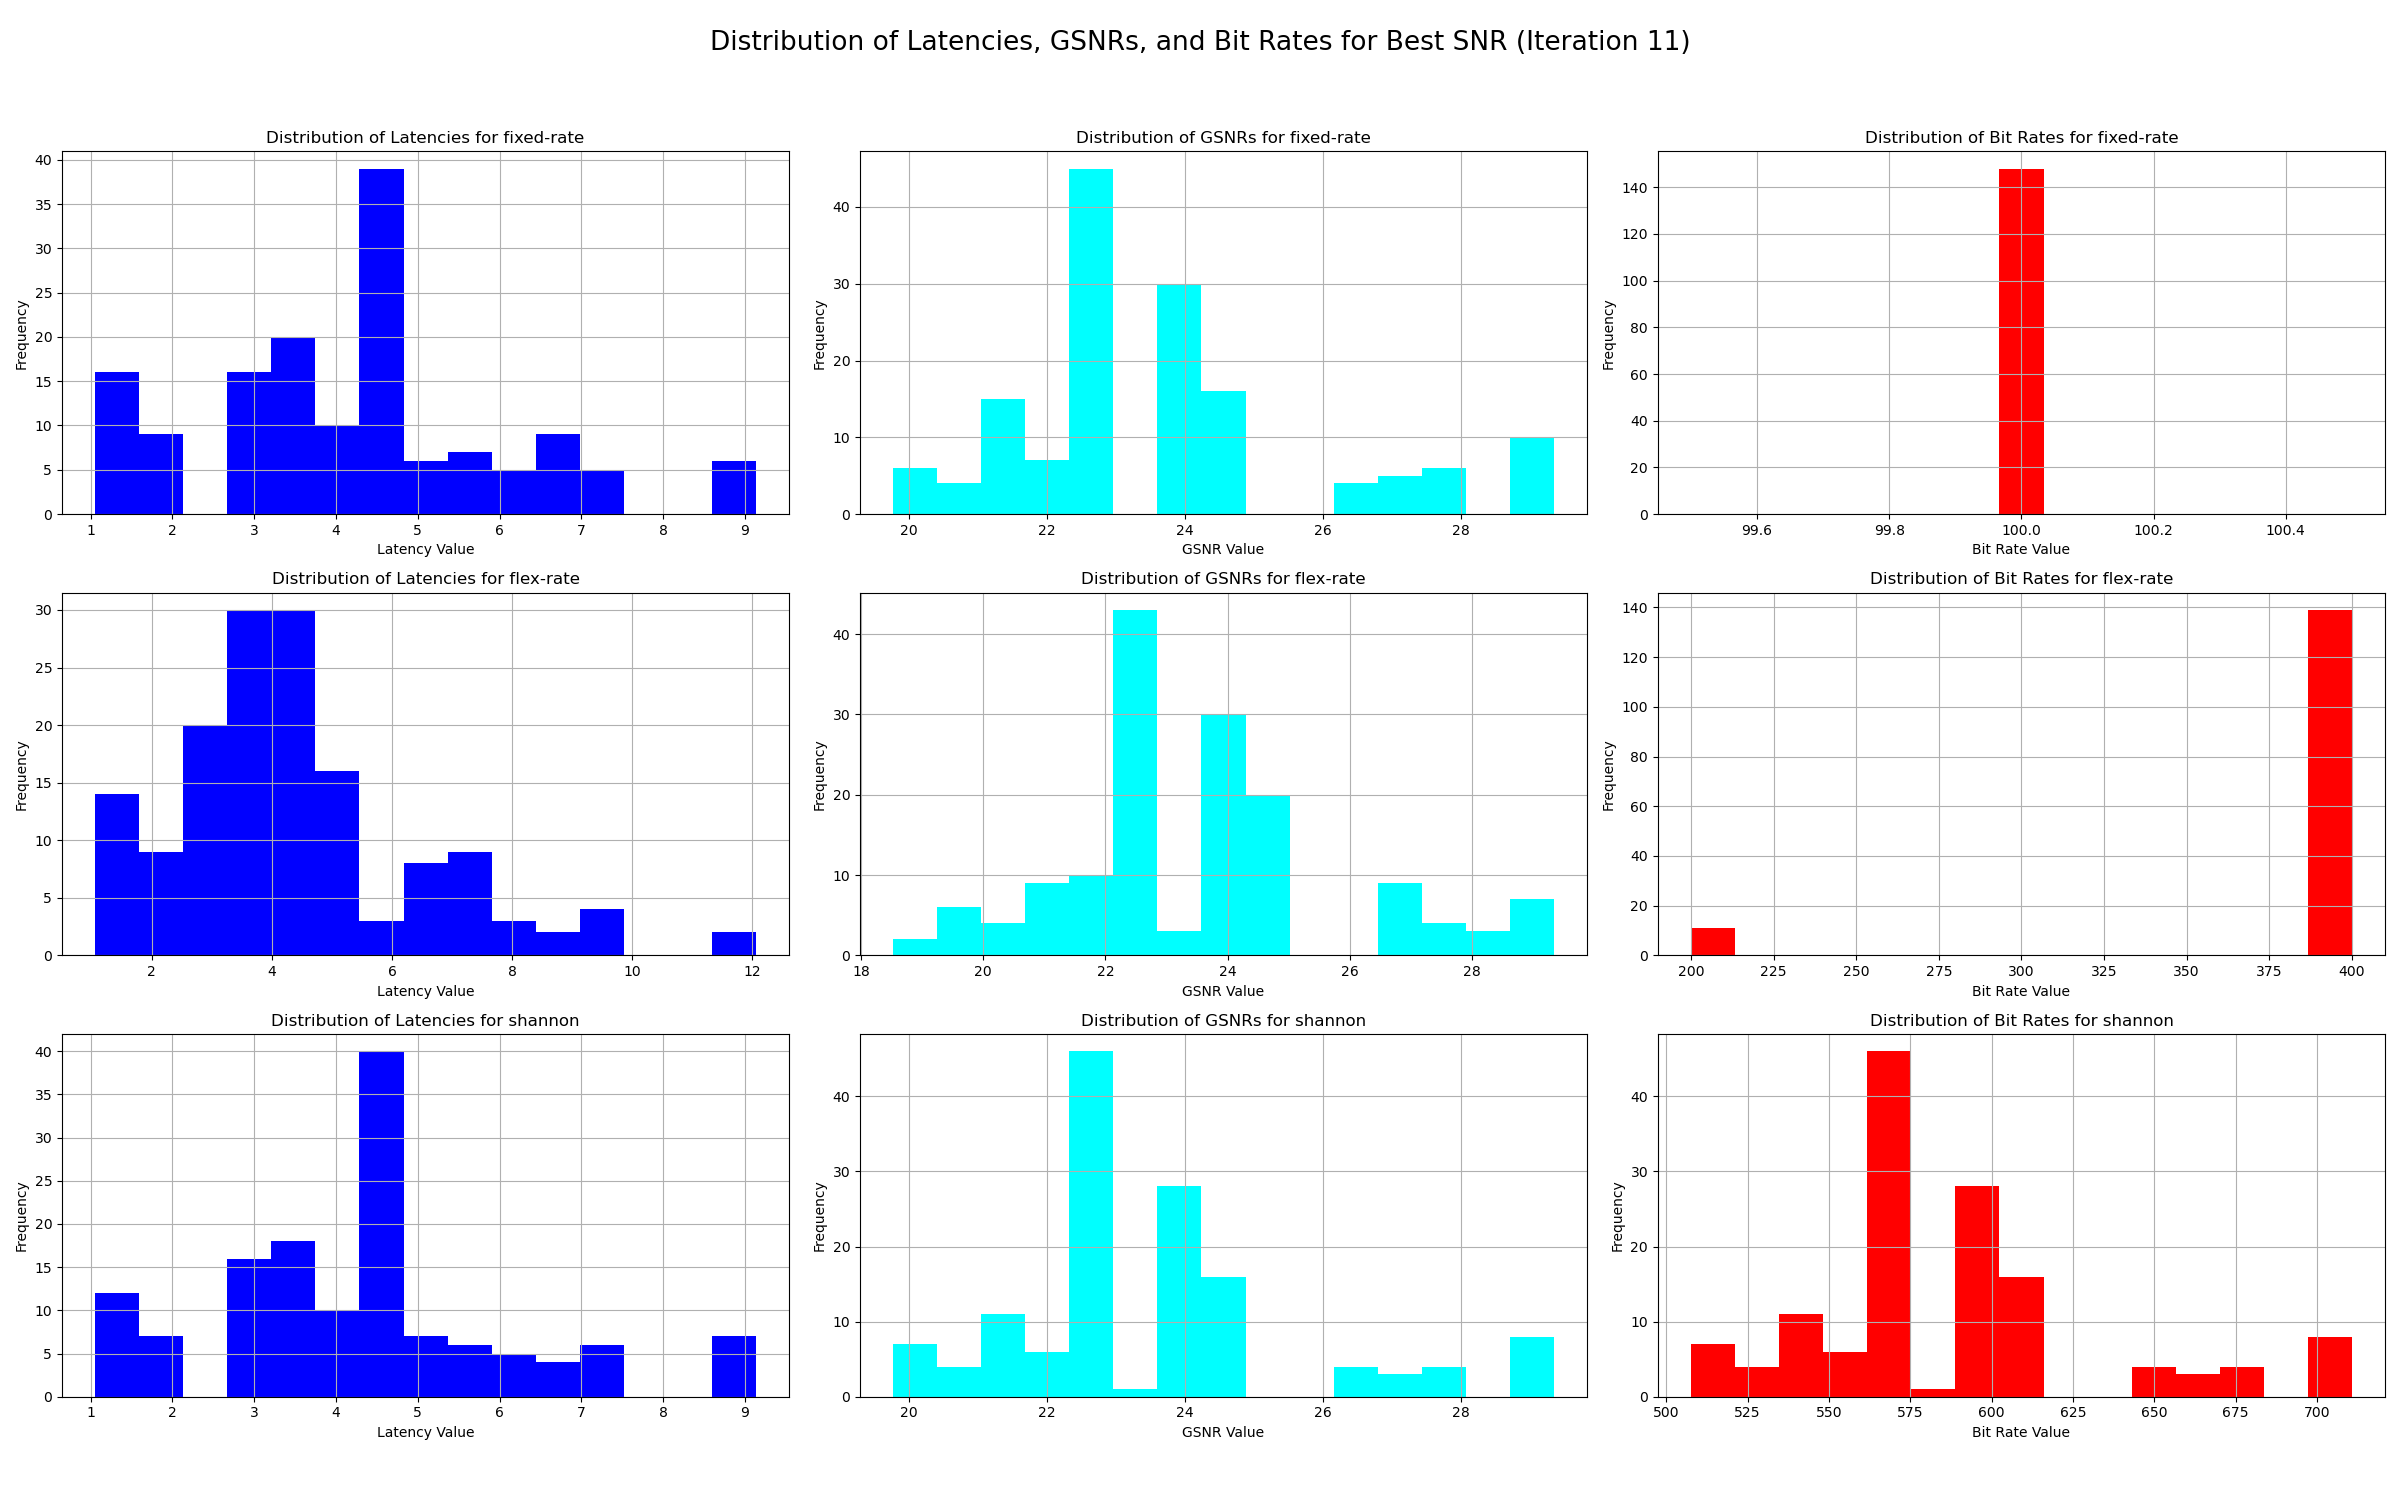 Distribution of Latencies, GSNRs, and Bit Rates for Best SNR (Iteration 11)
Distribution of Latencies for fixed-rate
Frequency
40
35
30
25
20
15
10
5
0
1 2 3 4 5 6 7 8 9
Latency Value
Distribution of GSNRs for fixed-rate
Frequency
40
30
20
10
0
20 22 24 26 28
GSNR Value
Distribution of Bit Rates for fixed-rate
Frequency
140
120
100
80
60
40
20
0
99.6 99.8 100.0 100.2 100.4
Bit Rate Value
Distribution of Latencies for flex-rate
Frequency
30
25
20
15
10
5
0
2 4 6 8 10 12
Latency Value
Distribution of GSNRs for flex-rate
Frequency
40
30
20
10
0
18 20 22 24 26 28
GSNR Value
Distribution of Bit Rates for flex-rate
Frequency
140
120
100
80
60
40
20
0
200 225 250 275 300 325 350 375 400
Bit Rate Value
Distribution of Latencies for shannon
Frequency
40
35
30
25
20
15
10
5
0
1 2 3 4 5 6 7 8 9
Latency Value
Distribution of GSNRs for shannon
Frequency
40
30
20
10
0
20 22 24 26 28
GSNR Value
Distribution of Bit Rates for shannon
Frequency
40
30
20
10
0
500 525 550 575 600 625 650 675 700
Bit Rate Value